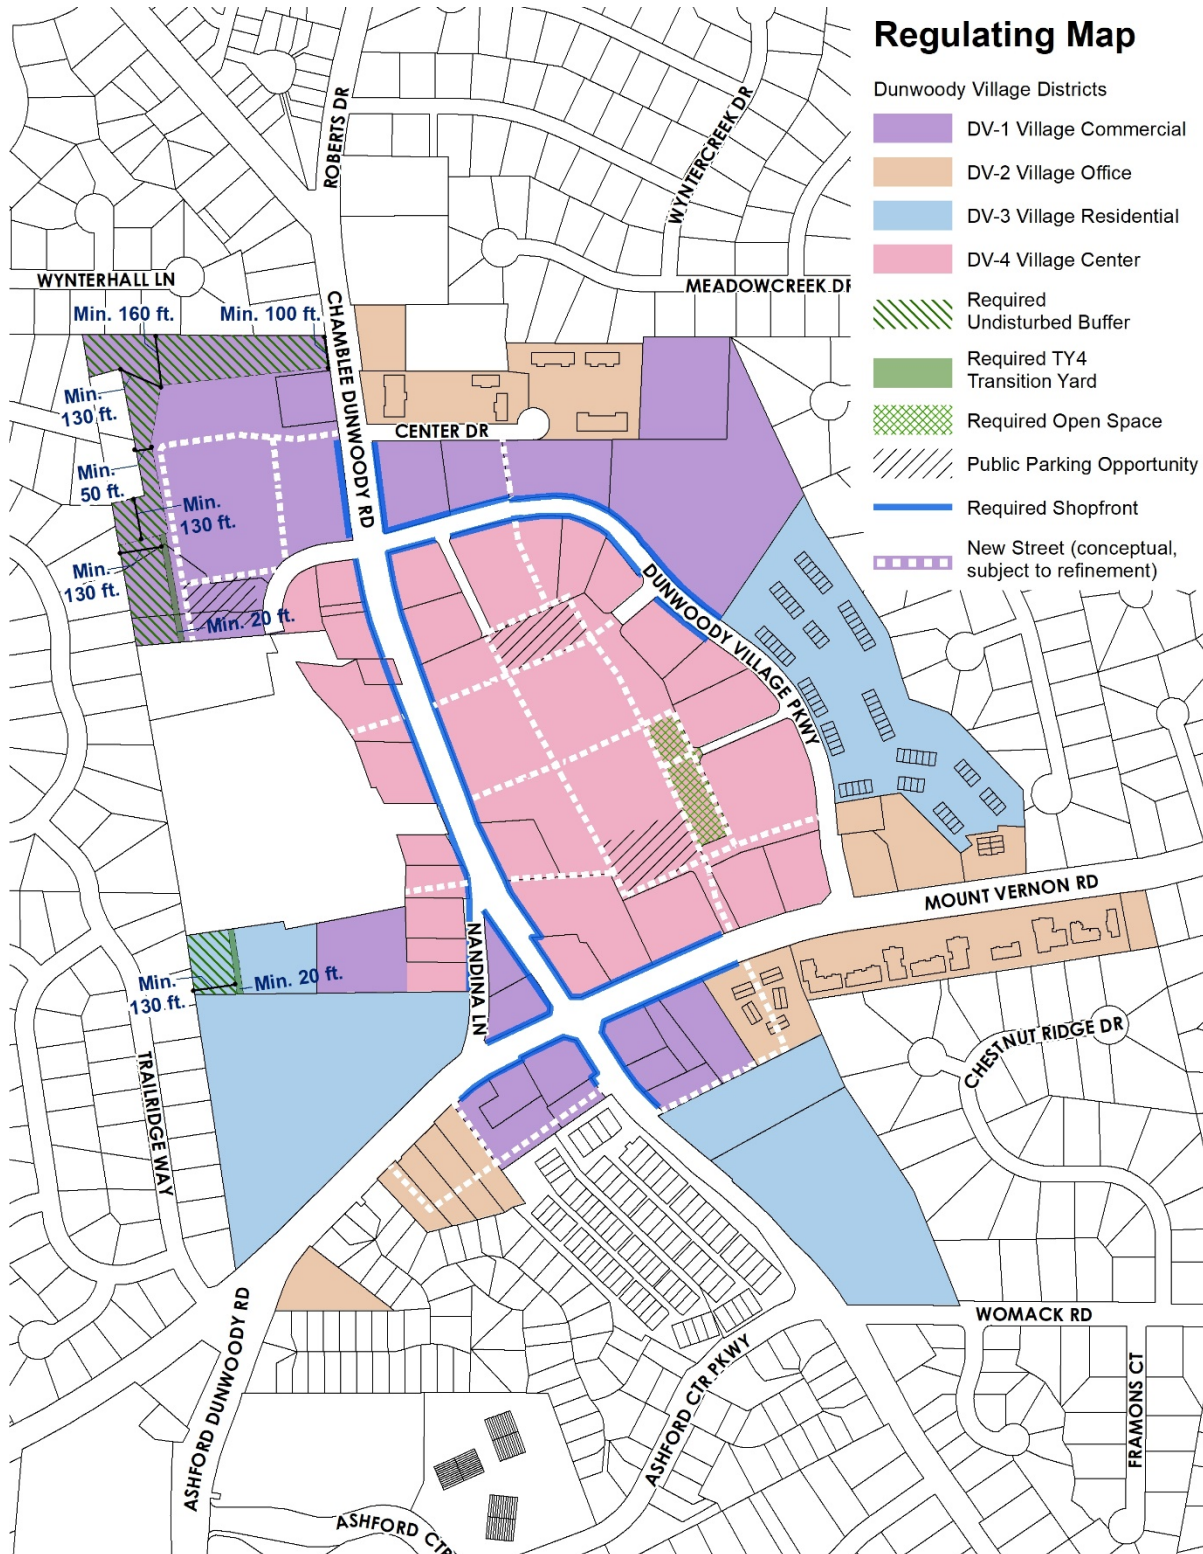 Regulating Map
Dunwoody Village Districts
DV-1 Village Commercial
DV-2 Village Office
DV-3 Village Residential
DV-4 Village Center
Required
Undisturbed Buffer
Required TY4
Transition Yard
Required Open Space
Public Parking Opportunity
Required Shopfront
New Street (conceptual,
subject to refinement)
ROBERTS DR
WYNTERCREEK DR
WYNTERHALL LN
MEADOWCREEK DR
Min. 160 ft.
Min. 100 ft.
CHAMBLEE DUNWOODY RD
Min.
130 ft.
CENTER DR
Min.
50 ft.
Min.
130 ft.
Min.
130 ft.
Min. 20 ft.
DUNWOODY VILLAGE PKWY
MOUNT VERNON RD
NANDINA LN
Min.
130 ft.
Min. 20 ft.
CHESTNUT RIDGE DR
TRAILRIDGE WAY
WOMACK RD
ASHFORD DUNWOODY RD
ASHFORD CTR PKWY
FRAMONS CT
ASHFORD CTR